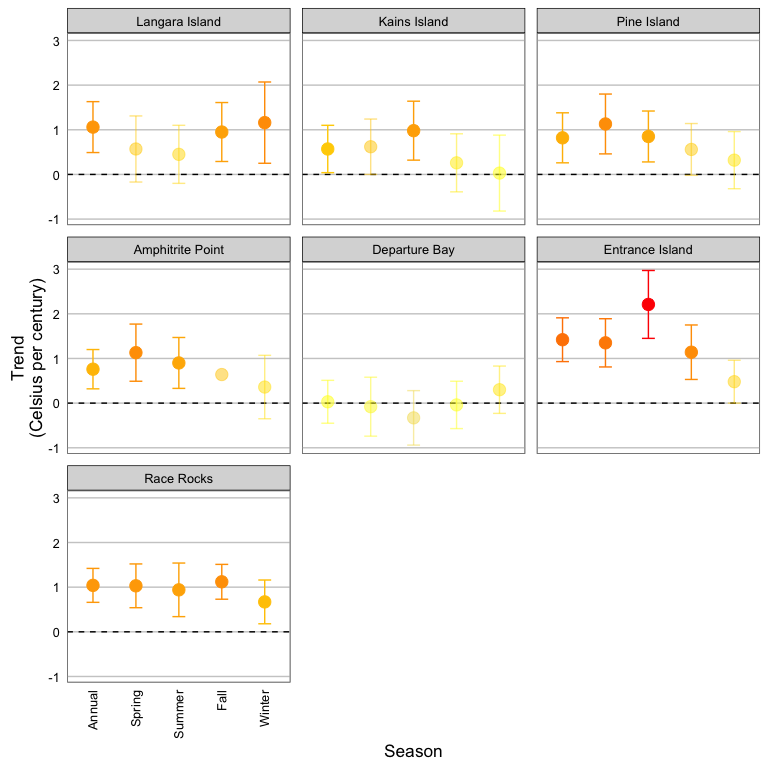 Langara Island
Kains Island
Pine Island
3
2
1
0
-1
Amphitrite Point
Departure Bay
Entrance Island
3
2
1
0
-1
Trend
(Celsius per century)
Race Rocks
3
2
1
0
-1
Annual
Spring
Summer
Fall
Winter
Season